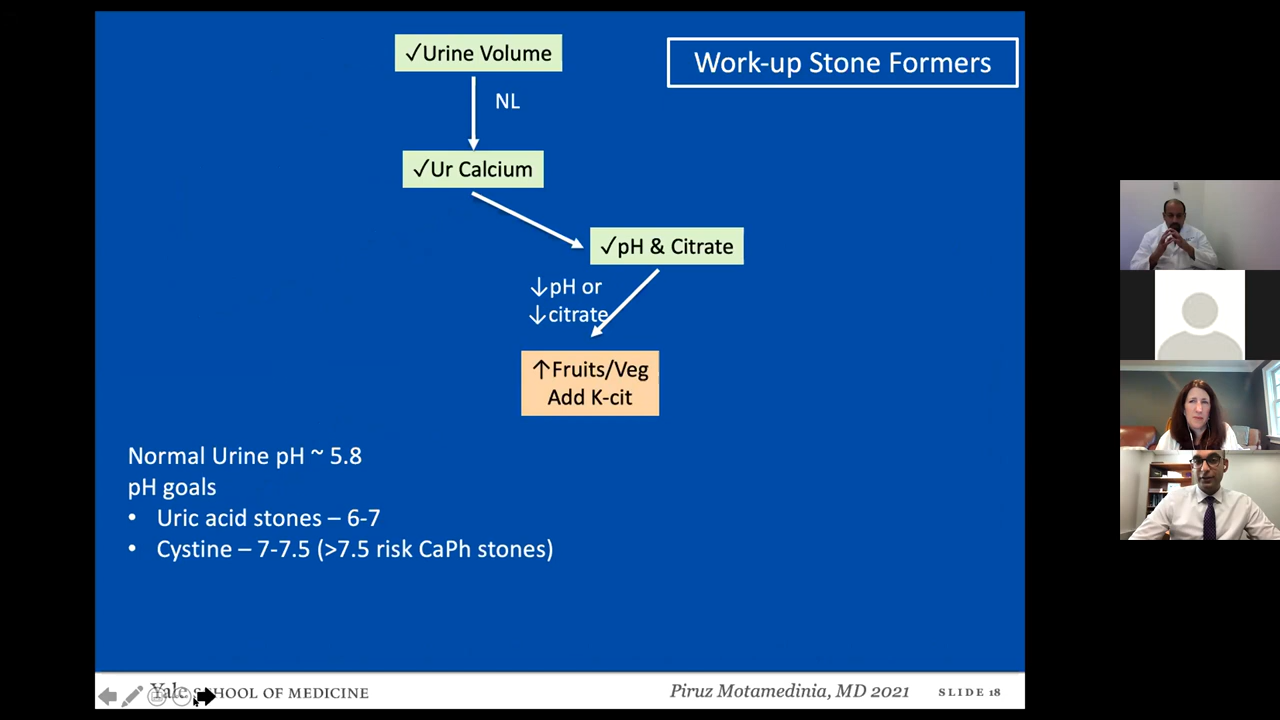 ✓Urine Volume
Work-up Stone Formers
NL
✓Ur Calcium
✓pH & Citrate
↓pH or
↓citrate
↑Fruits/Veg
Add K-cit
Normal Urine pH ~ 5.8
pH goals
• Uric acid stones – 6-7
• Cystine – 7-7.5 (>7.5 risk CaPh stones)
Yale SCHOOL OF MEDICINE
Piruz Motamedinia, MD 2021
SLIDE 18